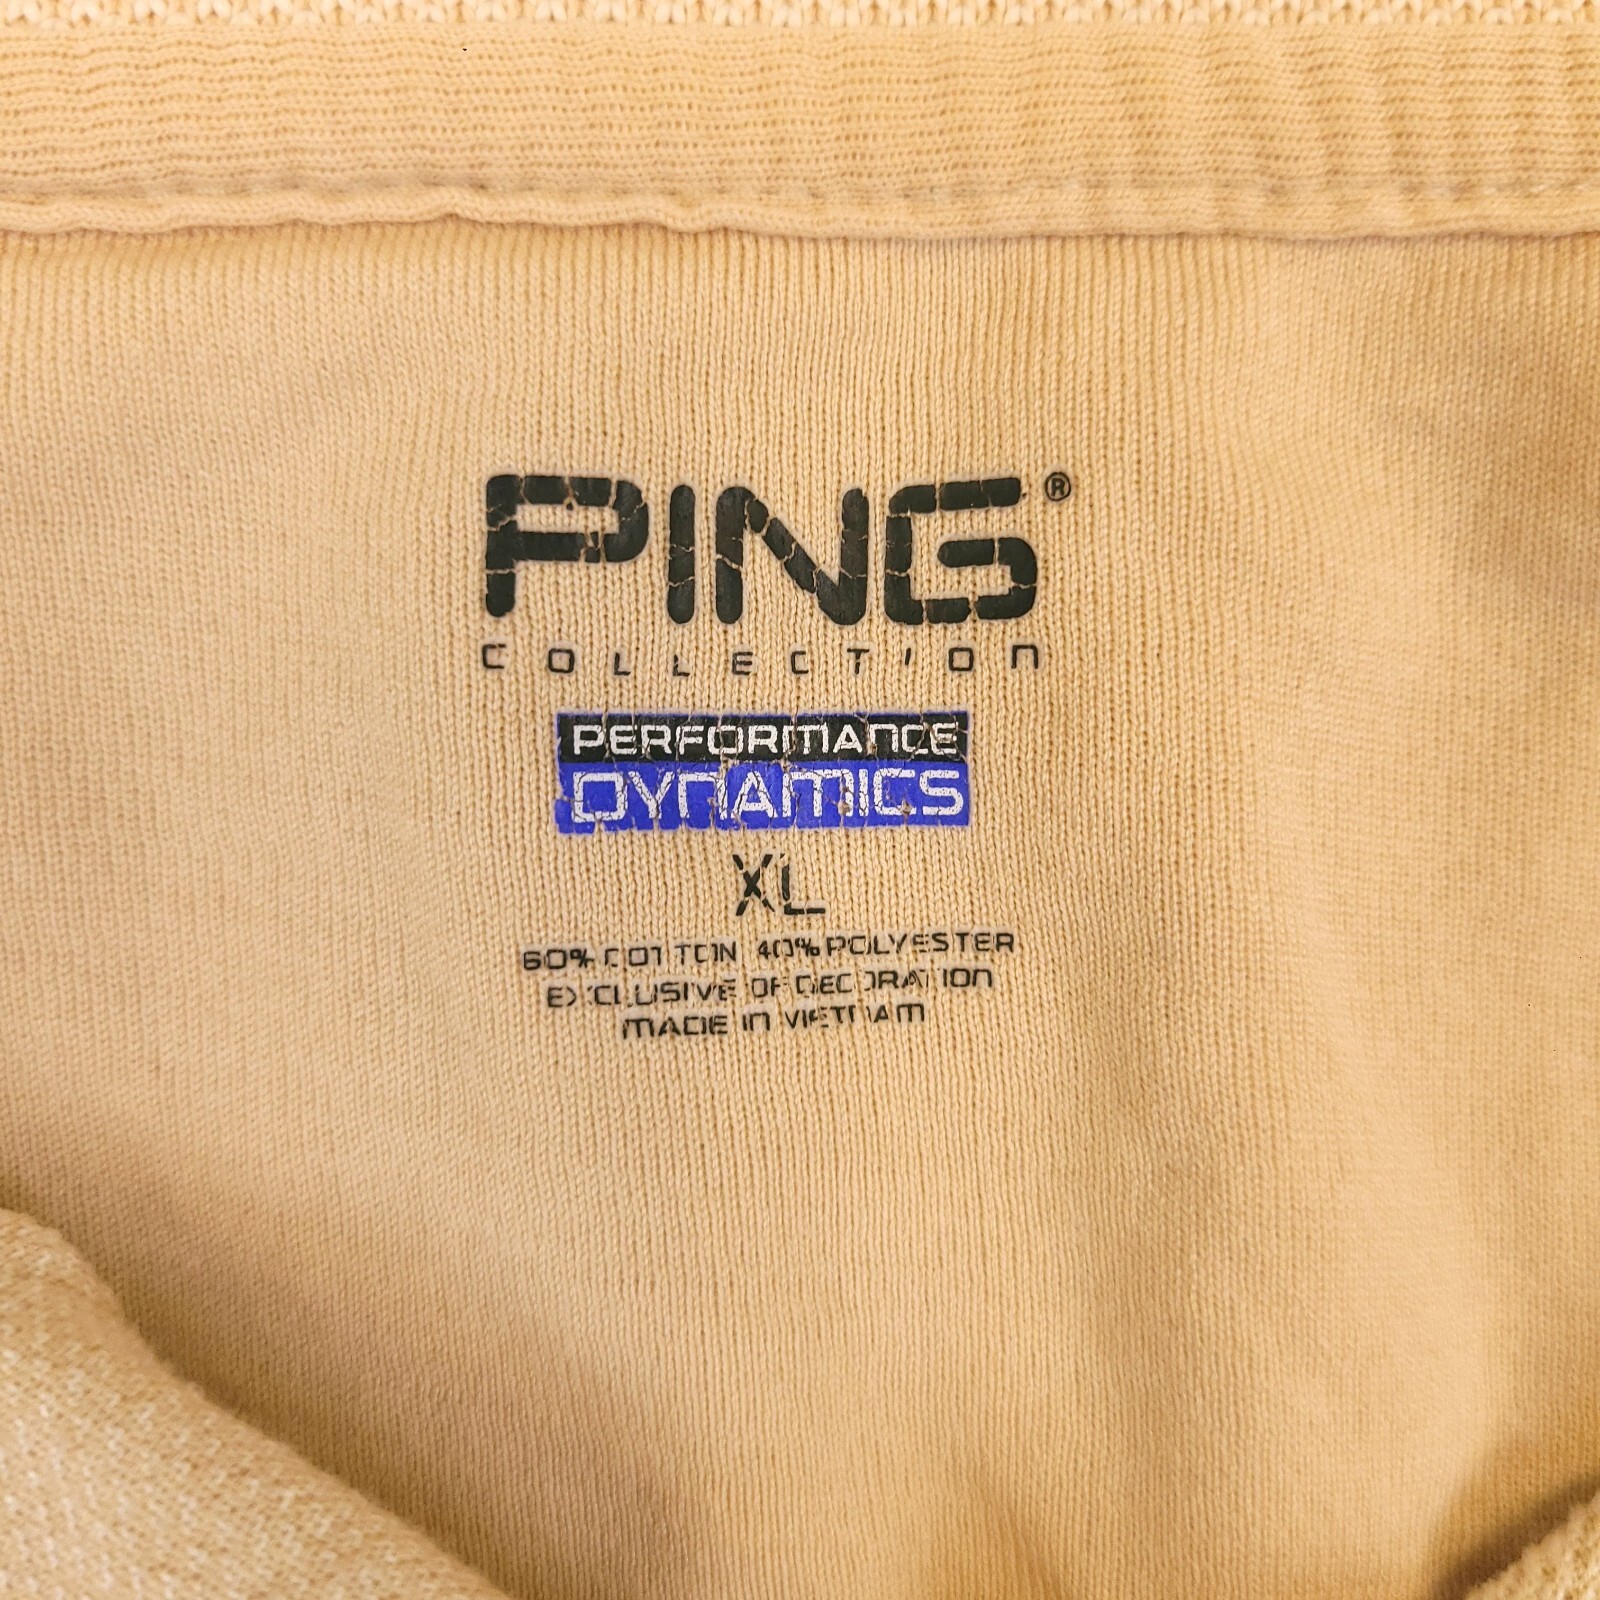 PING®
COLLECTION
PERFORMANCE
DYNAMICS
XL
60% COTTON 40% POLYESTER
EXCLUSIVE OF DECORATION
MADE IN VIETNAM